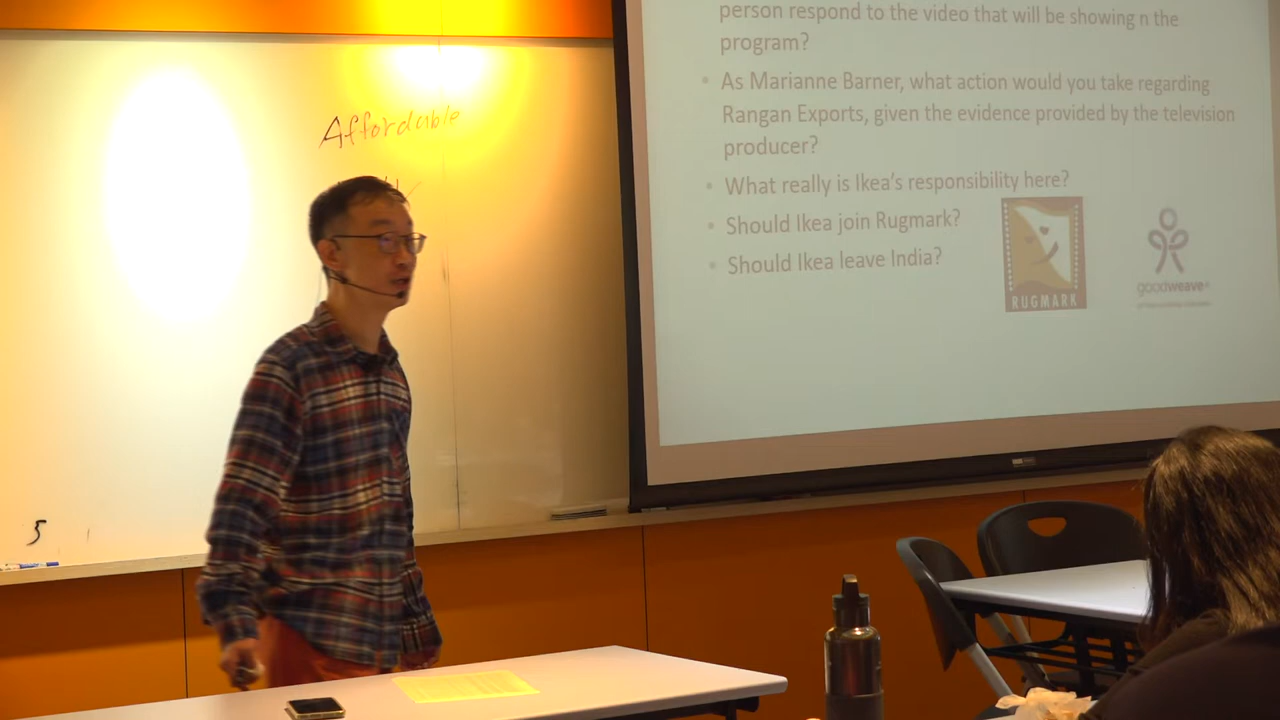 Affordable
5
person respond to the video that will be showing n the
program?
• As Marianne Barner, what action would you take regarding
Rangan Exports, given the evidence provided by the television
producer?
• What really is Ikea's responsibility here?
• Should Ikea join Rugmark?
• Should Ikea leave India?
RUGMARK
goodweave